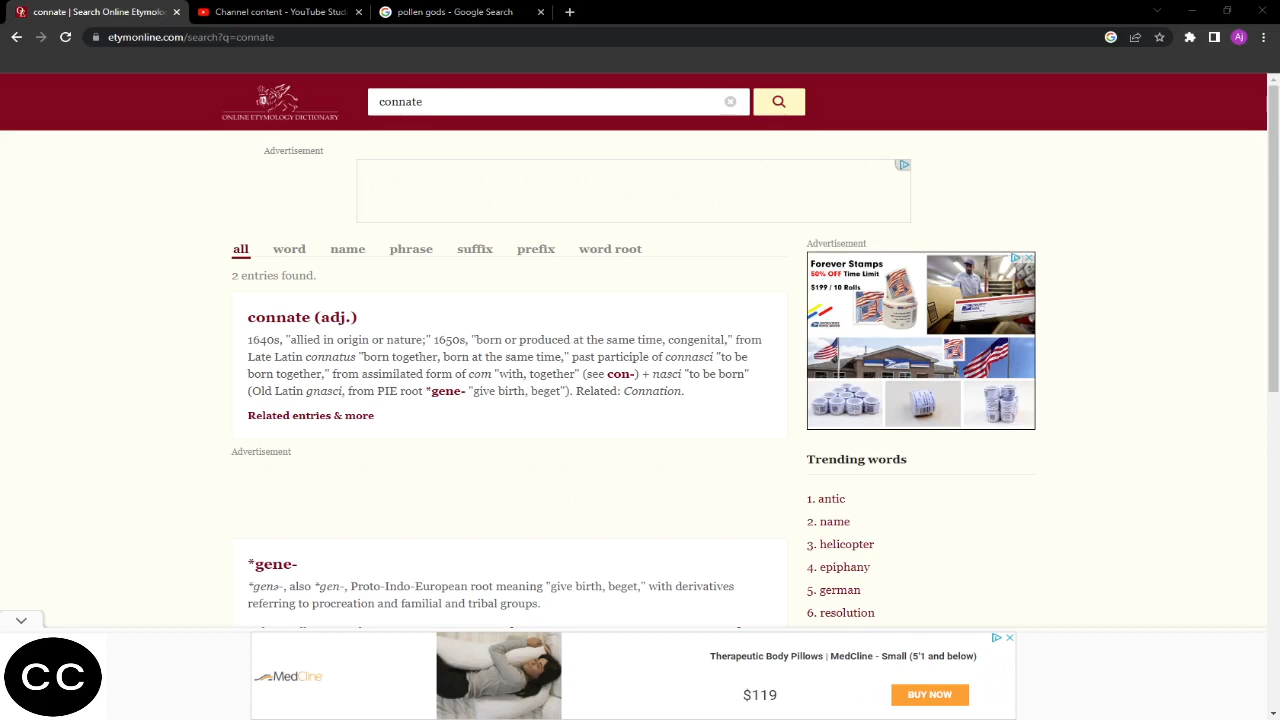 connate | Search Online Etymolo
Content Culture Dictionary Studi
pollen gods - Google Search
etymonline.com/search?q=connate
Aj
ONLINE ETYMOLOGY DICTIONARY
connate
Advertisement
all word name phrase suffix prefix word root
2 entries found.
connate (adj.)
1640s, "allied in origin or nature;" 1650s, "born or produced at the same time, congenital," from
Late Latin connatus "born together, born at the same time," past participle of connasci "to be
born together," from assimilated form of com "with, together" (see con-) + nasci "to be born"
(Old Latin gnasci, from PIE root *gene- "give birth, beget"). Related: Connation.
Related entries & more
Advertisement
*gene-
*genə-, also *gen-, Proto-Indo-European root meaning "give birth, beget," with derivatives
referring to procreation and familial and tribal groups.
Advertisement
Forever Stamps
50% OFF Time Limit
$199 / 10 Rolls
Trending words
1. antic
2. name
3. helicopter
4. epiphany
5. german
6. resolution
CC
MedCline
Therapeutic Body Pillows | MedCline - Small (5'1 and below)
$119
BUY NOW